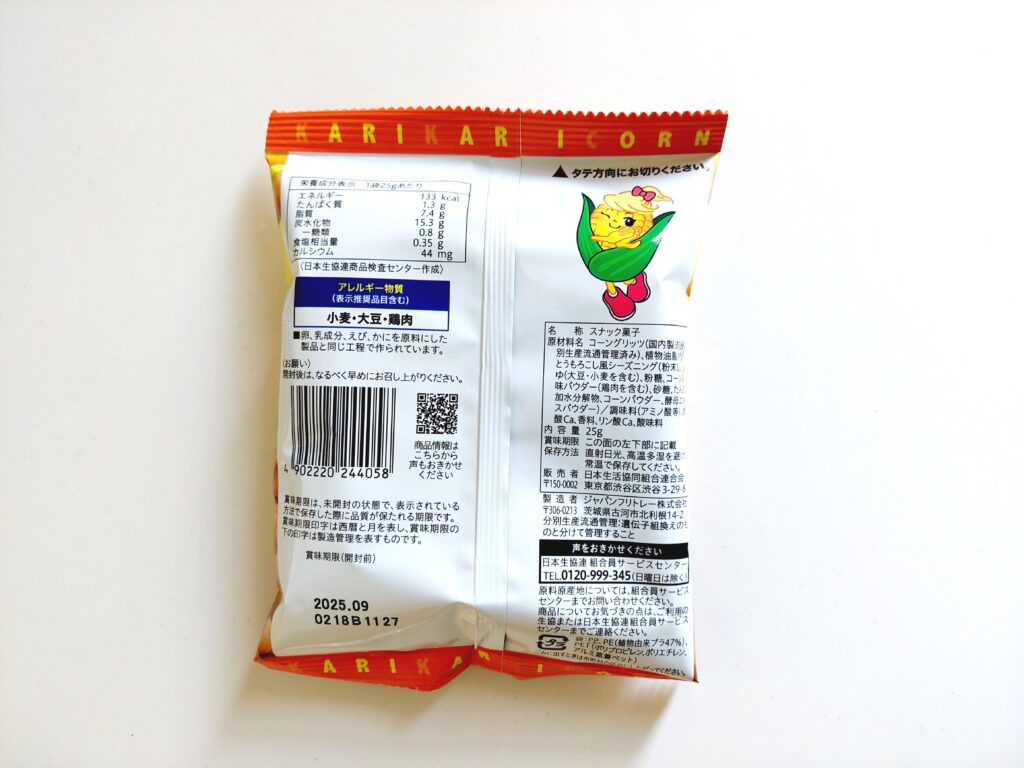 KARIKARICORN
▲タテ方向にお切りください。
栄養成分表示 1袋25gあたり
エネルギー 133 kcal
たんぱく質 1.3 g
脂質 7.4 g
炭水化物 15.3 g
ー糖類 0.8 g
食塩相当量 0.35 g
カルシウム 44 mg
〈日本生協連商品検査センター作成〉
アレルギー物質
(表示推奨品目含む)
小麦・大豆・鶏肉
■卵、乳成分、えび、かにを原料にした
製品と同じ工程で作られています。
〈お願い〉
開封後は、なるべく早めにお召し上がりください。
4902220244058
商品情報は
こちらから
声もおきかせ
ください
賞味期限は、未開封の状態で、表示されている
方法で保存した際に品質が保たれる期限です。
賞味期限印字は西暦と月を表し、賞味期限の
下の印字は製造管理を表すものです。
賞味期限(開封前)
2025.09
0218B1127
名称 スナック菓子
原材料名 コーングリッツ(国内製造
別生産流通管理済み)、植物油脂
とうもろこし風シーズニング(粉末し
ゆ(大豆・小麦を含む)、粉糖、コーン
味パウダー(鶏肉を含む)、砂糖、たん
加水分解物、コーンパウダー、酵母エ
スパウダー)/調味料(アミノ酸等)、
酸Ca、香料、リン酸Ca、酸味料
内容量 25g
賞味期限 この面の左下部に記載
保存方法 直射日光、高温多湿を避け
常温で保存してください。
販売者 日本生活協同組合連合会
〒150-0002 東京都渋谷区渋谷3-29-8
製造者 ジャパンフリトレー株式会社
〒306-0213 茨城県古河市北利根14-2
分別生産流通管理:遺伝子組換えのも
のと分けて管理すること
声をおきかせください
日本生協連 組合員サービスセンター
TEL.0120-999-345(日曜日は除く)
原料原産地については、組合員サービス
センターまでお問い合わせください。
商品についてお気づきの点は、ご利用の
生協または日本生協連組合員サービス
センターまでご連絡ください。
プラ
袋:PP、PE(植物由来プラ47%)、
PET(ポリプロピレン、ポリエチレン、
アルミ蒸着ペット)
KARIKARI